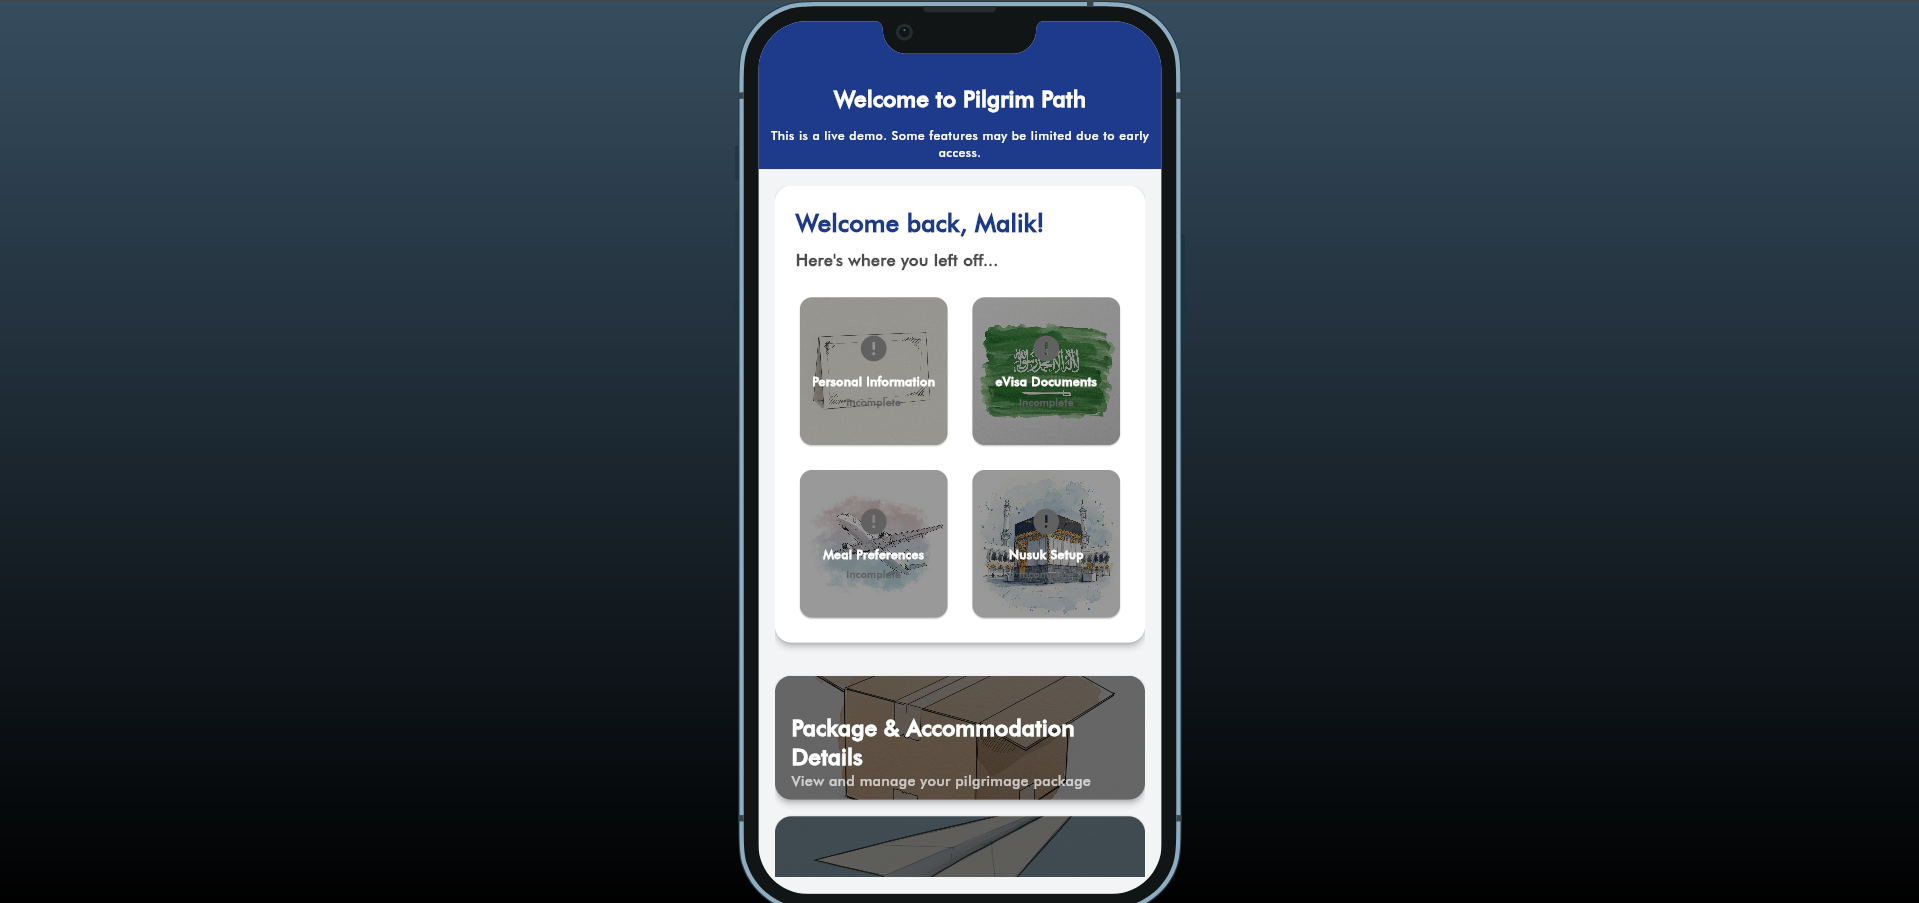 Welcome to Pilgrim Path
This is a live demo. Some features may be limited due to early
access.
Welcome back, Malik!
Here's where you left off...
Personal Information
Incomplete
eVisa Documents
Incomplete
Meal Preferences
Incomplete
Nusuk Setup
Incomplete
Package & Accommodation
Details
View and manage your pilgrimage package